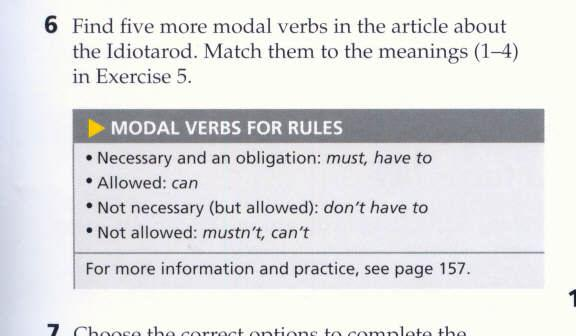 6 Find five more modal verbs in the article about
the Idiotarod. Match them to the meanings (1–4)
in Exercise 5.
MODAL VERBS FOR RULES
• Necessary and an obligation: must, have to
• Allowed: can
• Not necessary (but allowed): don't have to
• Not allowed: mustn't, can't
For more information and practice, see page 157.
1
7 Choose the correct options to complete the